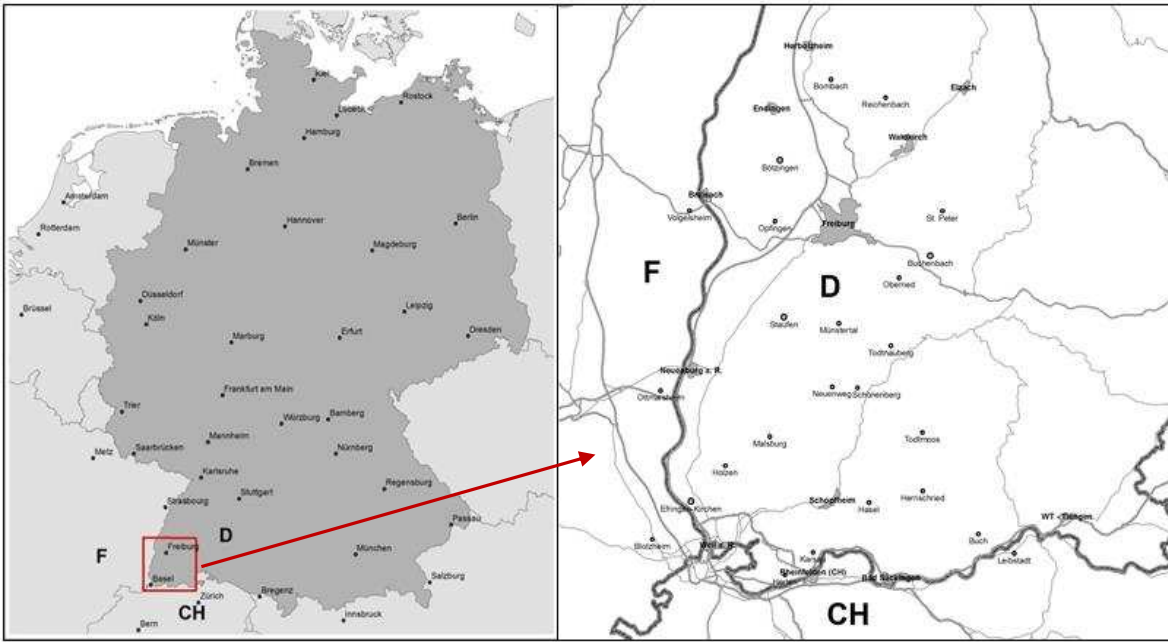 Kiel
Rostock
Lübeck
Hamburg
Bremen
Amsterdam
Hannover
Berlin
Rotterdam
Münster
Magdeburg
Düsseldorf
Brüssel
Köln
Leipzig
Marburg
Erfurt
Dresden
Frankfurt am Main
Trier
Würzburg
Bamberg
Metz
Saarbrücken
Mannheim
Nürnberg
Karlsruhe
Regensburg
Stuttgart
Strasbourg
Passau
D
F
Freiburg
München
Basel
Salzburg
Zürich
Bregenz
CH
Bern
Innsbruck
Herbolzheim
Bombach
Elzach
Reichenbach
Endingen
Waldkirch
Bötzingen
Breisach
Volgelsheim
St. Peter
Opfingen
Freiburg
Buchenbach
F
D
Oberried
Staufen
Münstertal
Todtnauberg
Neuenburg a. R.
Ottmarsheim
Neuenweg
Schönenberg
Malsburg
Todtmoos
Holzen
Schopfheim
Herrischried
Efringen-Kirchen
Hasel
WT - Tiengen
Blotzheim
Weil a. R.
Buch
Karsau
Leibstadt
Rheinfelden (CH)
Bad Säckingen
CH